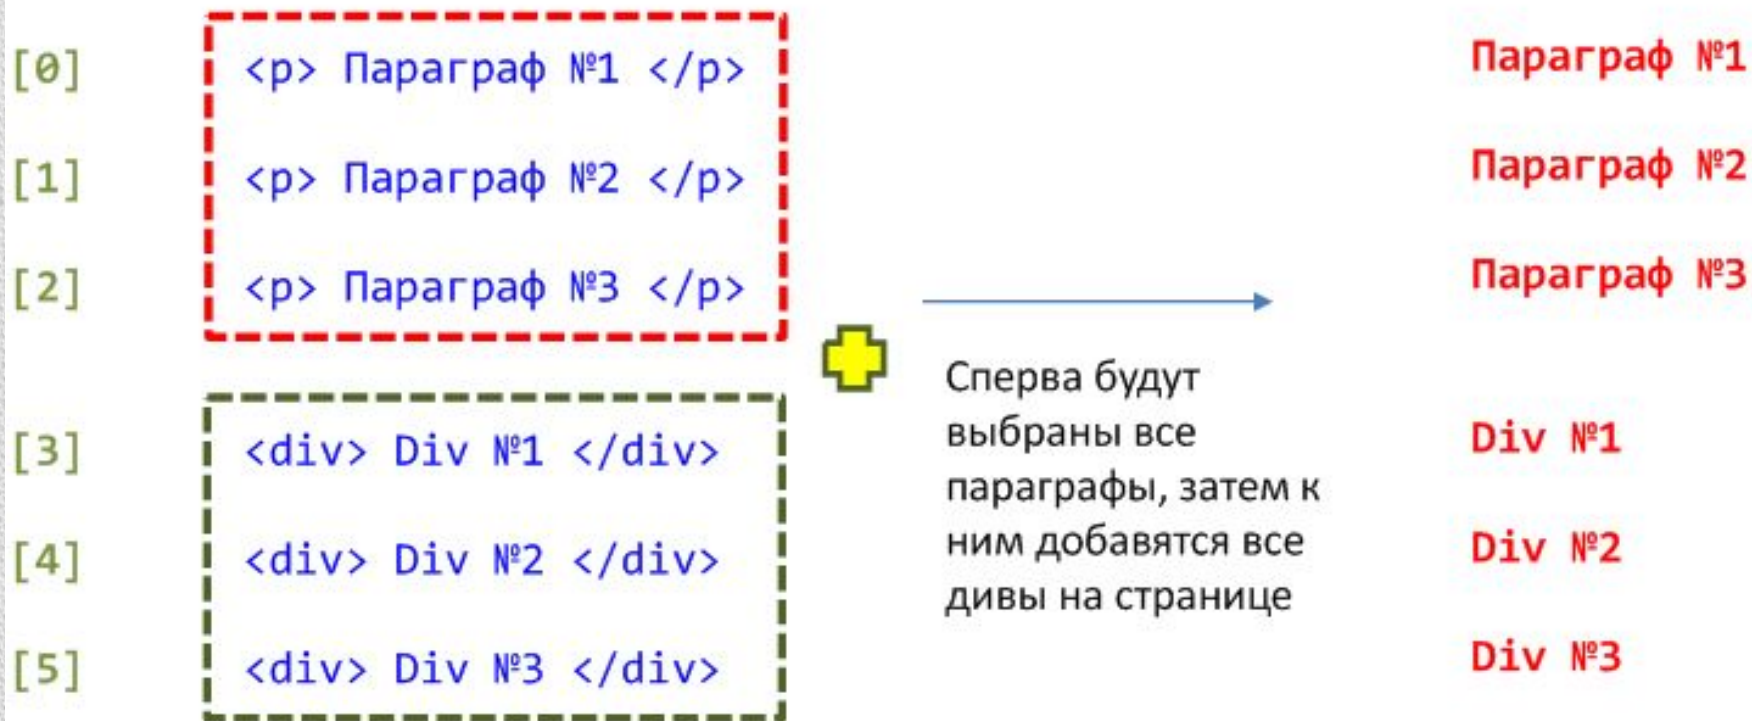 [0] <p> Параграф №1 </p> Параграф №1
[1] <p> Параграф №2 </p> Параграф №2
[2] <p> Параграф №3 </p> Параграф №3
Сперва будут
выбраны все
параграфы, затем к
ним добавятся все
дивы на странице
[3] <div> Div №1 </div> Div №1
[4] <div> Div №2 </div> Div №2
[5] <div> Div №3 </div> Div №3